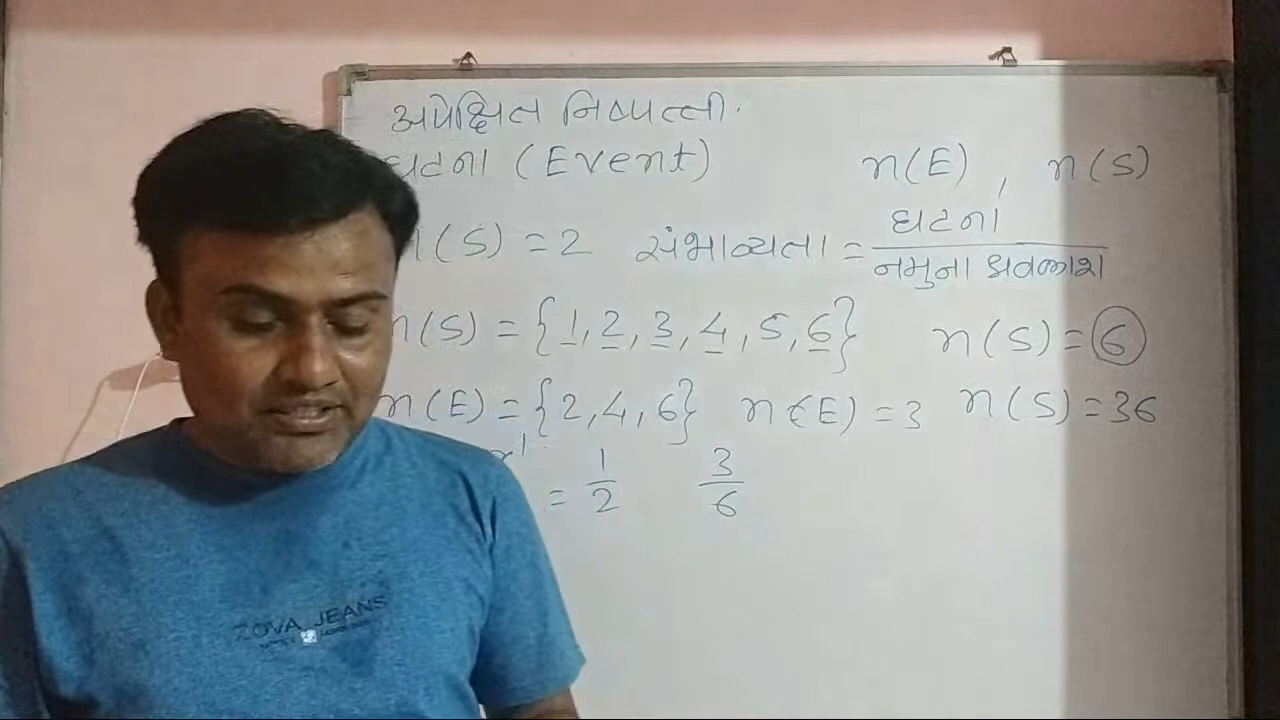 અપેક્ષિત નિષ્પત્તી.
ઘટના (Event) n(E) , n(S)
(S) = 2 સંભાવ્યતા = ઘટના
નમુના અવકાશ
n(S) = {1, 2, 3, 4, 5, 6} n(S) = 6
n(E) = {2, 4, 6} n(E) = 3 n(S) = 36
= 1/2 3/6
ZOVA JEANS